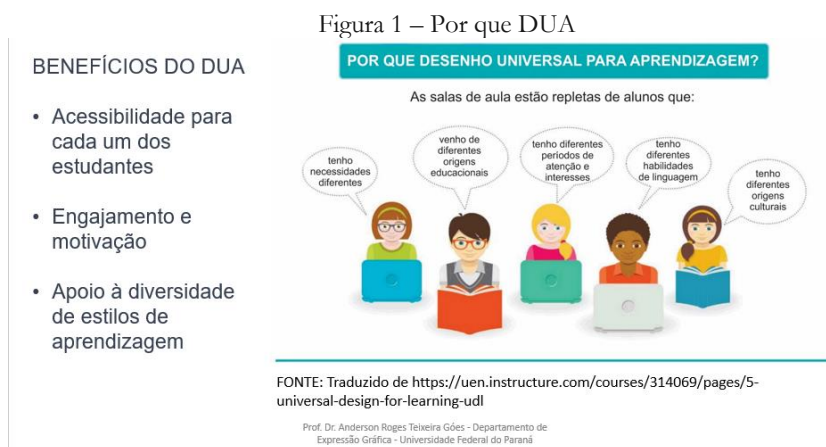 Figura 1 – Por que DUA
BENEFÍCIOS DO DUA
• Acessibilidade para
cada um dos
estudantes
• Engajamento e
motivação
• Apoio à diversidade
de estilos de
aprendizagem
POR QUE DESENHO UNIVERSAL PARA APRENDIZAGEM?
As salas de aula estão repletas de alunos que:
tenho
necessidades
diferentes
venho de
diferentes
origens
educacionais
tenho diferentes
períodos de
atenção e
interesses
tenho
diferentes
habilidades
de linguagem
tenho
diferentes
origens
culturais
FONTE: Traduzido de https://uen.instructure.com/courses/314069/pages/5-
universal-design-for-learning-udl
Prof. Dr. Anderson Roges Teixeira Góes - Departamento de
Expressão Gráfica - Universidade Federal do Paraná